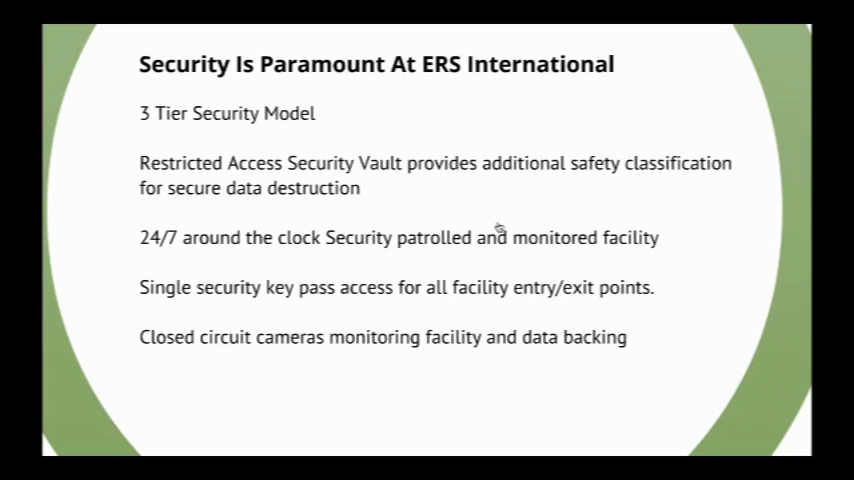 Security Is Paramount At ERS International
3 Tier Security Model
Restricted Access Security Vault provides additional safety classification
for secure data destruction
24/7 around the clock Security patrolled and monitored facility
Single security key pass access for all facility entry/exit points.
Closed circuit cameras monitoring facility and data backing